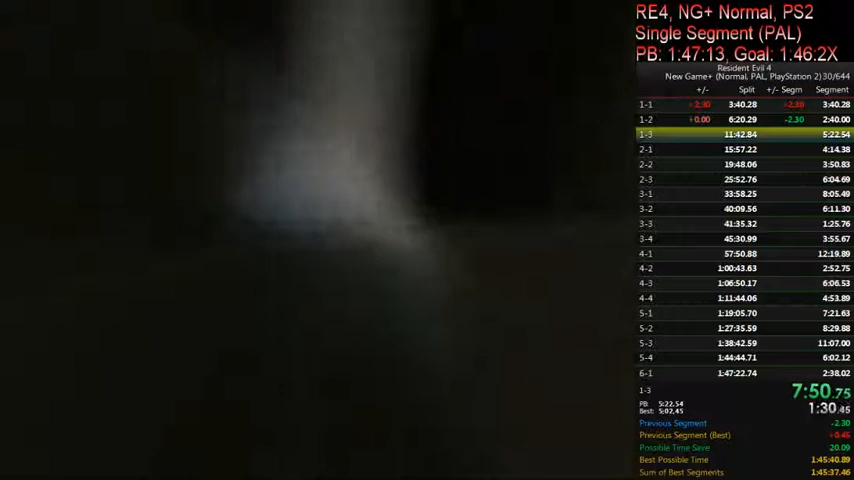 RE4, NG+ Normal, PS2
Single Segment (PAL)
PB: 1:47:13, Goal: 1:46:2X
Resident Evil 4
New Game+ (Normal, PAL, PlayStation 2) 30/644
+/- Split +/- Segm Segment
1-1 +2.30 3:40.28 +2.30 3:40.28
1-2 +0.00 6:20.29 -2.30 2:40.00
1-3 11:42.84 5:22.54
2-1 15:57.22 4:14.38
2-2 19:48.06 3:50.83
2-3 25:52.76 6:04.69
3-1 33:58.25 8:05.49
3-2 40:09.56 6:11.30
3-3 41:35.32 1:25.76
3-4 45:30.99 3:55.67
4-1 57:50.88 12:19.89
4-2 1:00:43.63 2:52.75
4-3 1:06:50.17 6:06.53
4-4 1:11:44.06 4:53.89
5-1 1:19:05.70 7:21.63
5-2 1:27:35.59 8:29.88
5-3 1:38:42.59 11:07.00
5-4 1:44:44.71 6:02.12
6-1 1:47:22.74 2:38.02
1-3 7:50.75
PB: 5:22.54
Best: 5:02.45 1:30.45
Previous Segment -2.30
Previous Segment (Best) +0.45
Possible Time Save 20.09
Best Possible Time 1:45:40.89
Sum of Best Segments 1:45:37.46